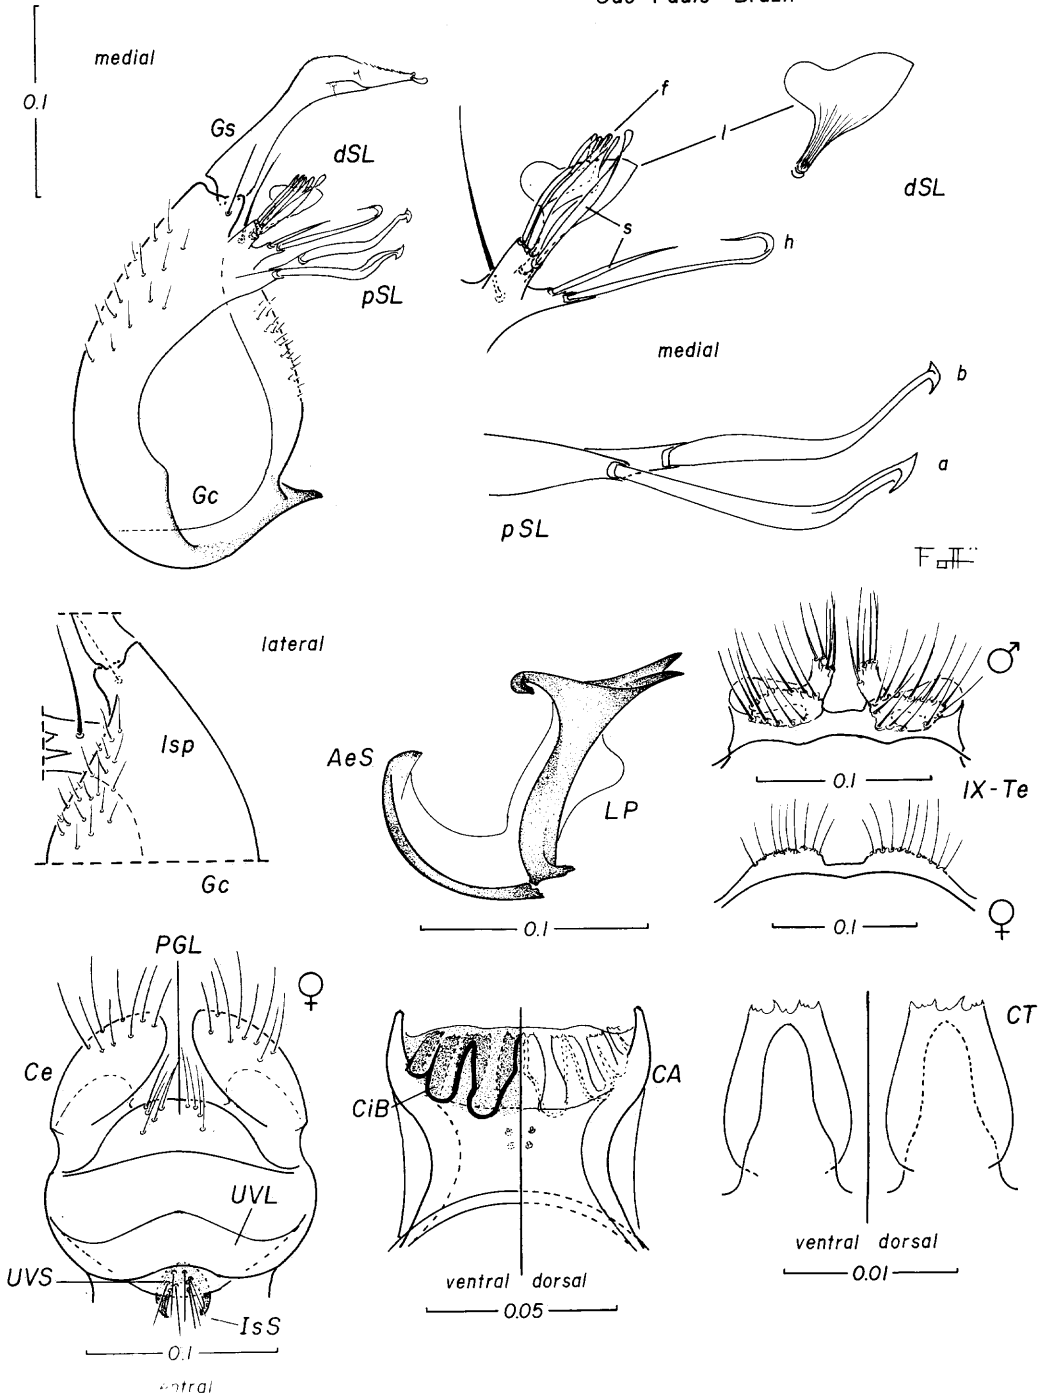 São Paulo Brazil
medial
0.1
Gs
dSL
pSL
Gc
f
l
s
h
dSL
medial
b
a
pSL
lateral
Isp
Gc
AeS
LP
0.1
♂
0.1
IX-Te
0.1
♀
PGL
♀
Ce
UVL
UVS
IsS
0.1
CiB
CA
ventral dorsal
0.05
CT
ventral dorsal
0.01